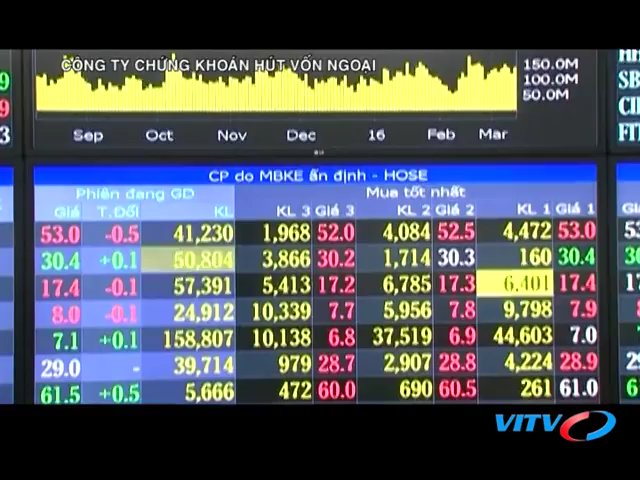 CÔNG TY CHỨNG KHOÁN HÚT VỐN NGOẠI
150.0M
100.0M
50.0M
Sep Oct Nov Dec 16 Feb Mar
9
9
3
SB
CII
FIT
CP do MBKE ấn định - HOSE
Phiên đang GD Mua tốt nhất
Giá T.Đổi KL KL 3 Giá 3 KL 2 Giá 2 KL 1 Giá 1
53.0 -0.5 41,230 1,968 52.0 4,084 52.5 4,472 53.0
30.4 +0.1 50,804 3,866 30.2 1,714 30.3 160 30.4
17.4 -0.1 57,391 5,413 17.2 6,785 17.3 6,401 17.4
8.0 -0.1 24,912 10,339 7.7 5,956 7.8 9,798 7.9
7.1 +0.1 158,807 10,138 6.8 37,519 6.9 44,603 7.0
29.0 - 39,714 979 28.7 2,907 28.8 4,224 28.9
61.5 +0.5 5,666 472 60.0 690 60.5 261 61.0
VITV